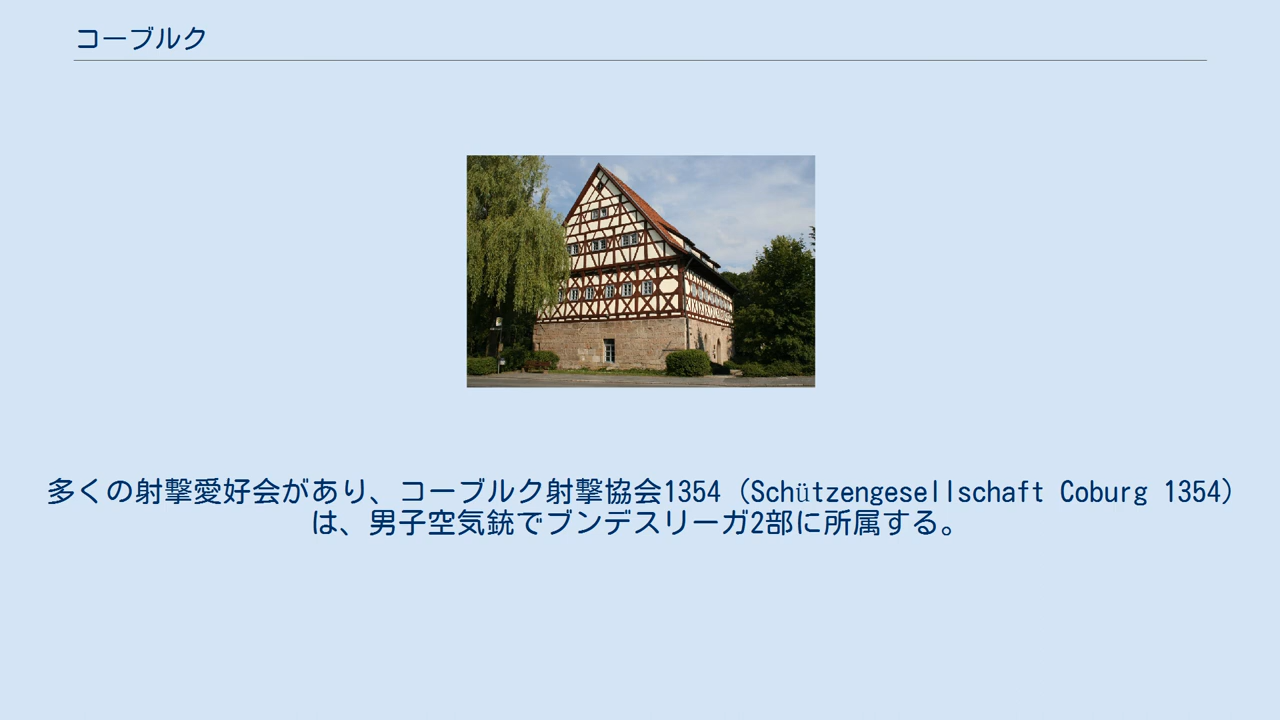 コーブルク
多くの射撃愛好会があり、コーブルク射撃協会1354（Schützengesellschaft Coburg 1354）
は、男子空気銃でブンデスリーガ2部に所属する。